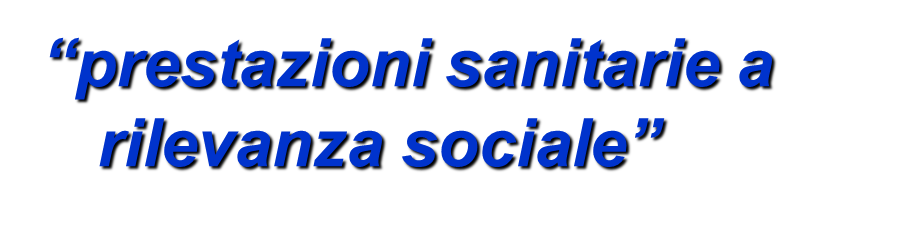 “prestazioni sanitarie a
rilevanza sociale”